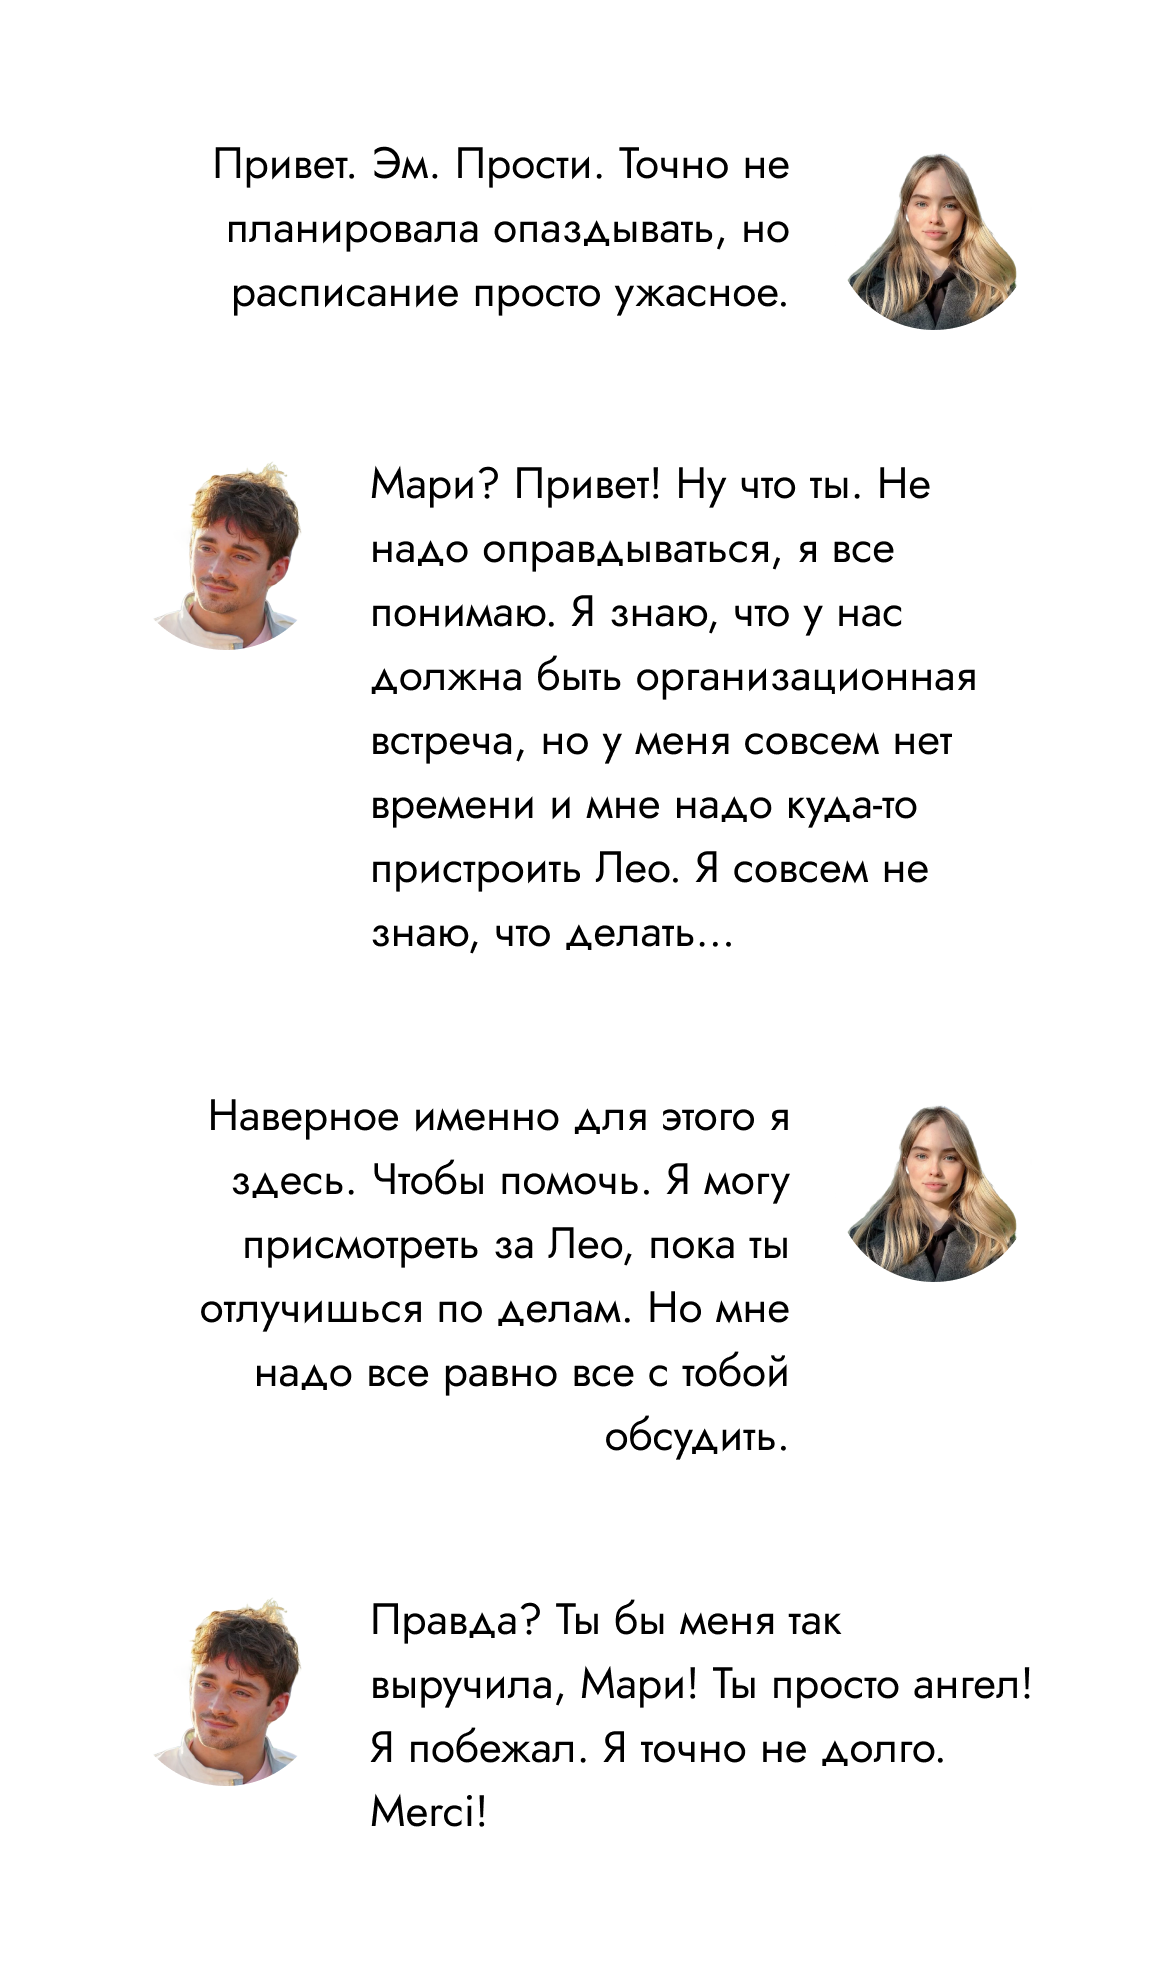 Привет. Эм. Прости. Точно не
планировала опаздывать, но
расписание просто ужасное.
Мари? Привет! Ну что ты. Не
надо оправдываться, я все
понимаю. Я знаю, что у нас
должна быть организационная
встреча, но у меня совсем нет
времени и мне надо куда-то
пристроить Лео. Я совсем не
знаю, что делать...
Наверное именно для этого я
здесь. Чтобы помочь. Я могу
присмотреть за Лео, пока ты
отлучишься по делам. Но мне
надо все равно все с тобой
обсудить.
Правда? Ты бы меня так
выручила, Мари! Ты просто ангел!
Я побежал. Я точно не долго.
Merci!